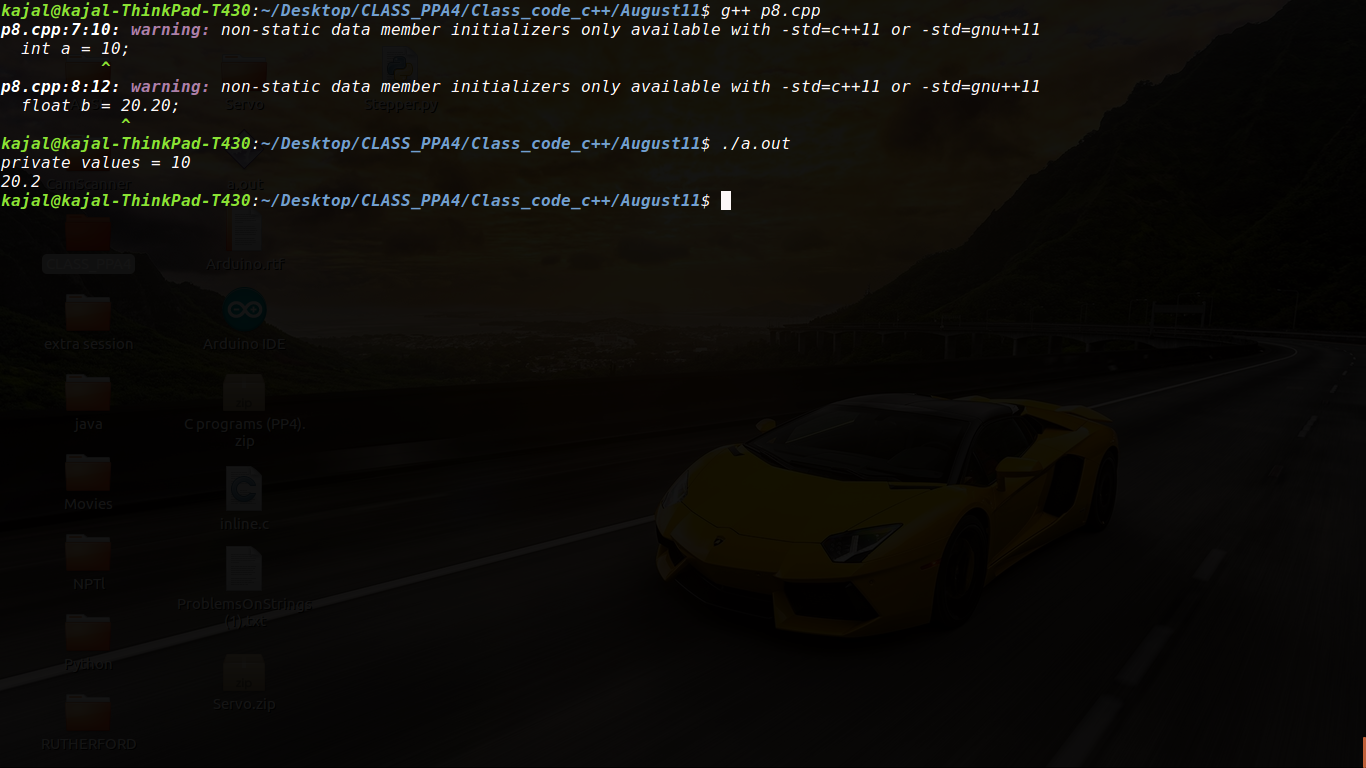 kajal@kajal-ThinkPad-T430:~/Desktop/CLASS_PPA4/Class_code_c++/August11$ g++ p8.cpp
p8.cpp:7:10: warning: non-static data member initializers only available with -std=c++11 or -std=gnu++11
  int a = 10;
          ^
p8.cpp:8:12: warning: non-static data member initializers only available with -std=c++11 or -std=gnu++11
  float b = 20.20;
            ^
kajal@kajal-ThinkPad-T430:~/Desktop/CLASS_PPA4/Class_code_c++/August11$ ./a.out
private values = 10
20.2
kajal@kajal-ThinkPad-T430:~/Desktop/CLASS_PPA4/Class_code_c++/August11$
Servo
Stepper.py
CamScanner
a.out
Arduino.rtf
extra session
Arduino IDE
java
C programs (PP4).
zip
Movies
inline.c
NPTl
ProblemsOnStrings
(1).txt
Python
Servo.zip
RUTHERFORD